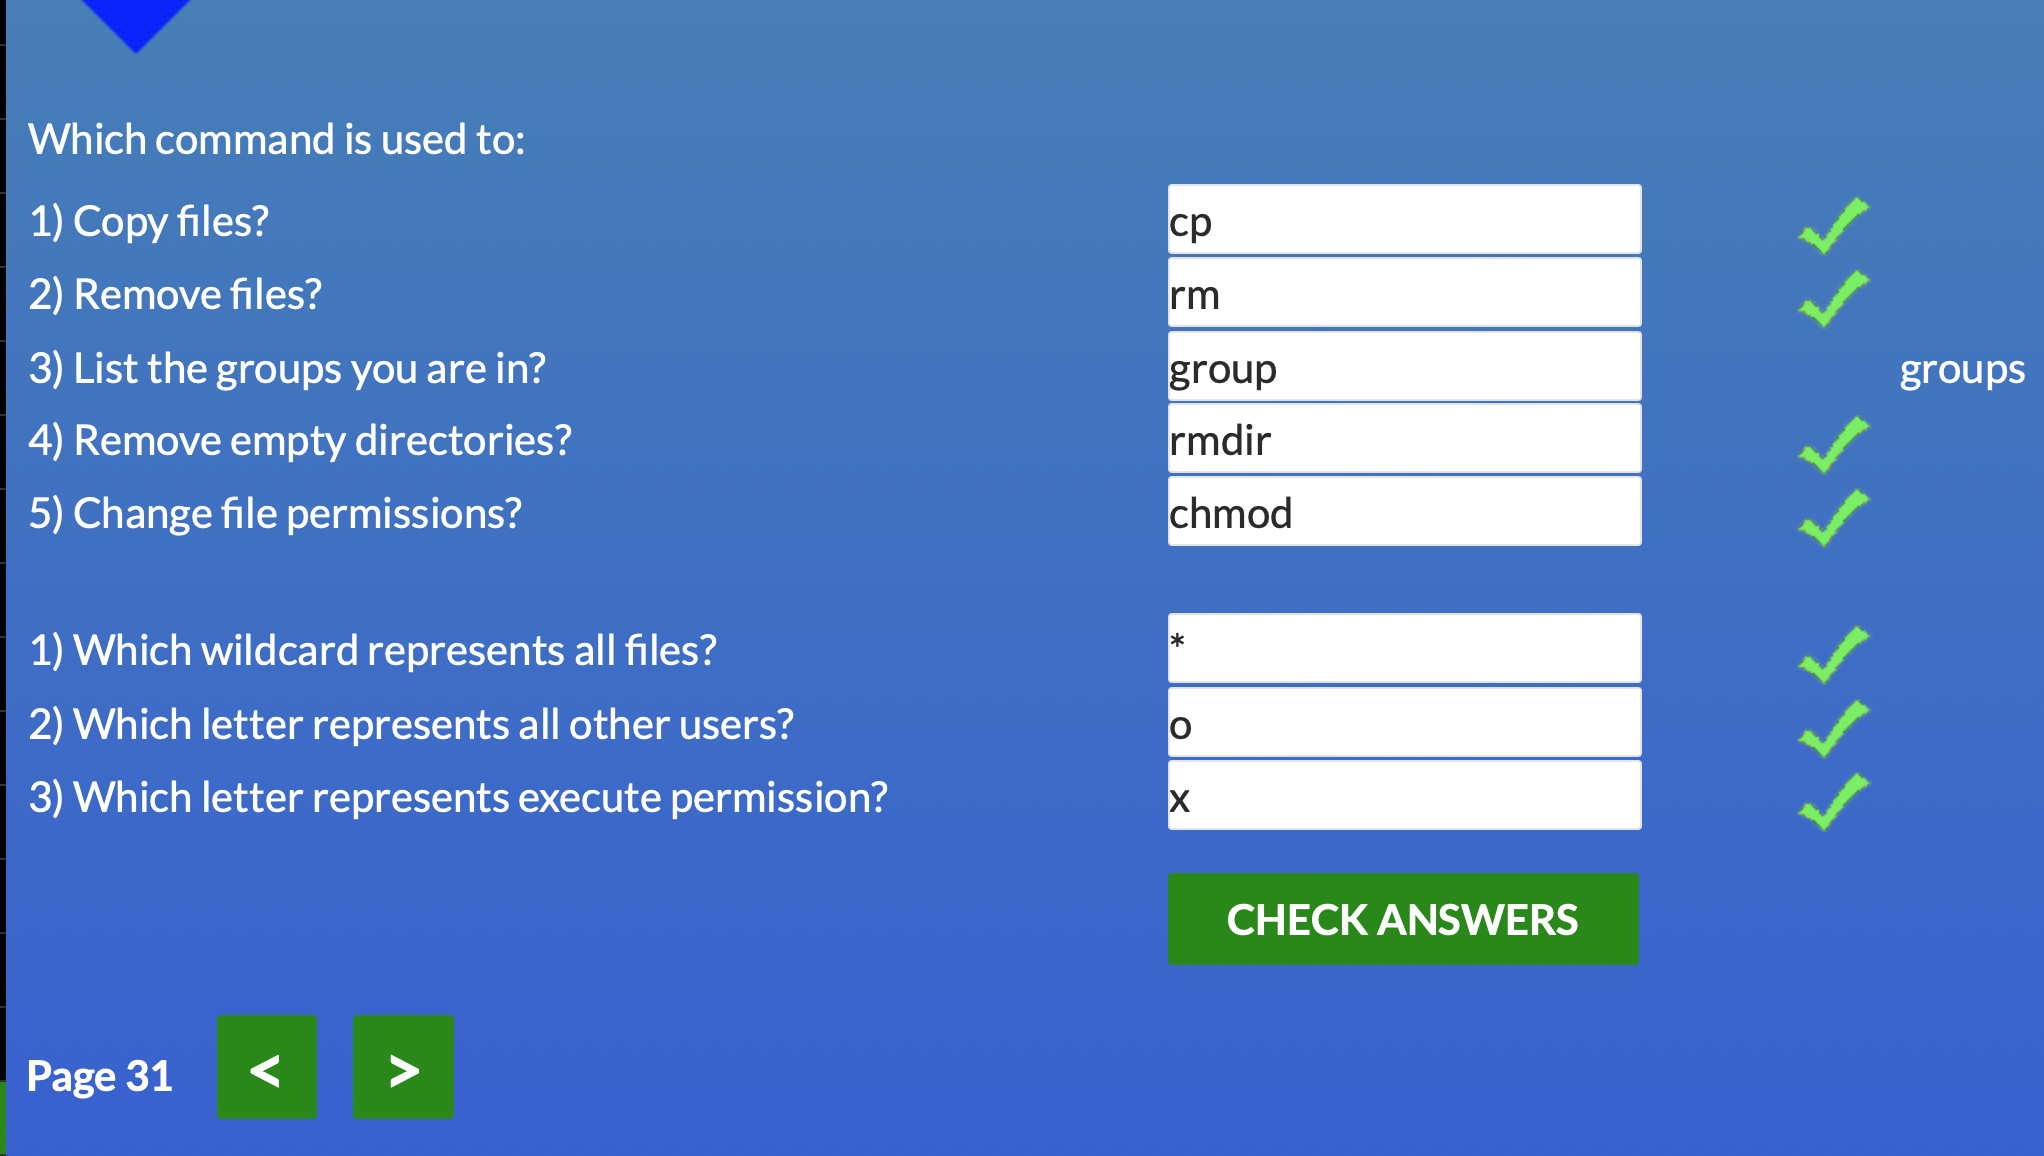 Which command is used to:
1) Copy files? cp
2) Remove files? rm
3) List the groups you are in? group groups
4) Remove empty directories? rmdir
5) Change file permissions? chmod
1) Which wildcard represents all files? *
2) Which letter represents all other users? o
3) Which letter represents execute permission? x
CHECK ANSWERS
Page 31 < >